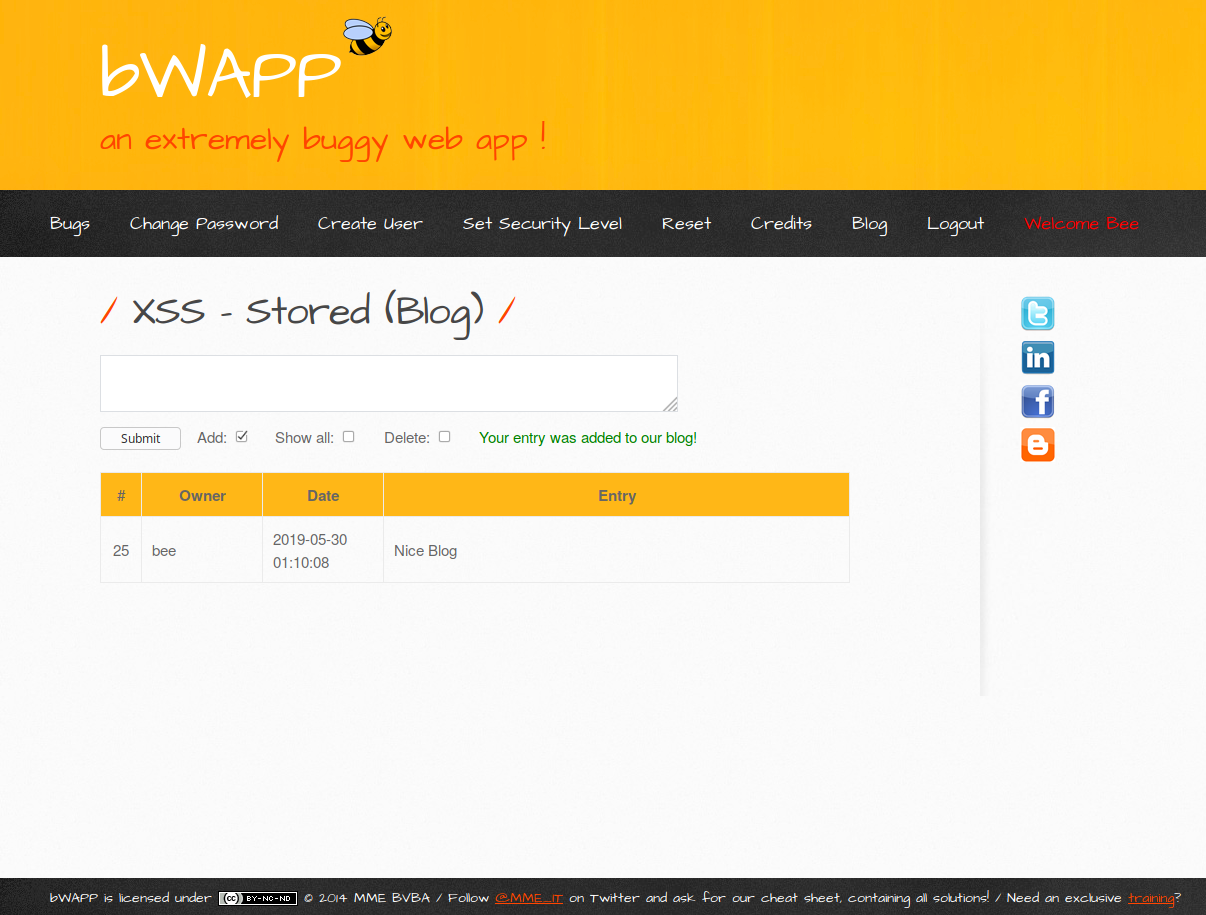 bWAPP
an extremely buggy web app !
Bugs Change Password Create User Set Security Level Reset Credits Blog Logout Welcome Bee
/ XSS - Stored (Blog) /
Submit Add: Show all: Delete: Your entry was added to our blog!
# Owner Date Entry
25 bee 2019-05-30 Nice Blog
01:10:08
bWAPP is licensed under (cc) BY-NC-ND © 2014 MME BVBA / Follow @MME_IT on Twitter and ask for our cheat sheet, containing all solutions! / Need an exclusive training?